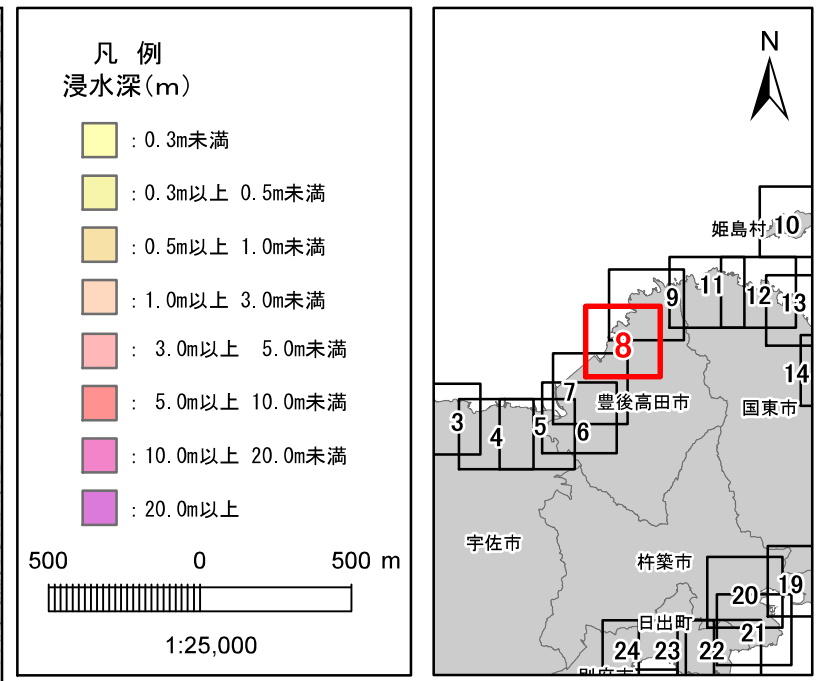 凡 例
浸水深(m)
: 0.3m未満
: 0.3m以上 0.5m未満
: 0.5m以上 1.0m未満
: 1.0m以上 3.0m未満
: 3.0m以上 5.0m未満
: 5.0m以上 10.0m未満
: 10.0m以上 20.0m未満
: 20.0m以上
500 0 500 m
1:25,000
N
姫島村 10
9 11 12 13
8
14
7 豊後高田市 国東市
3 4 5 6
宇佐市
杵築市 19
20
日出町 21
24 23 22
別府市